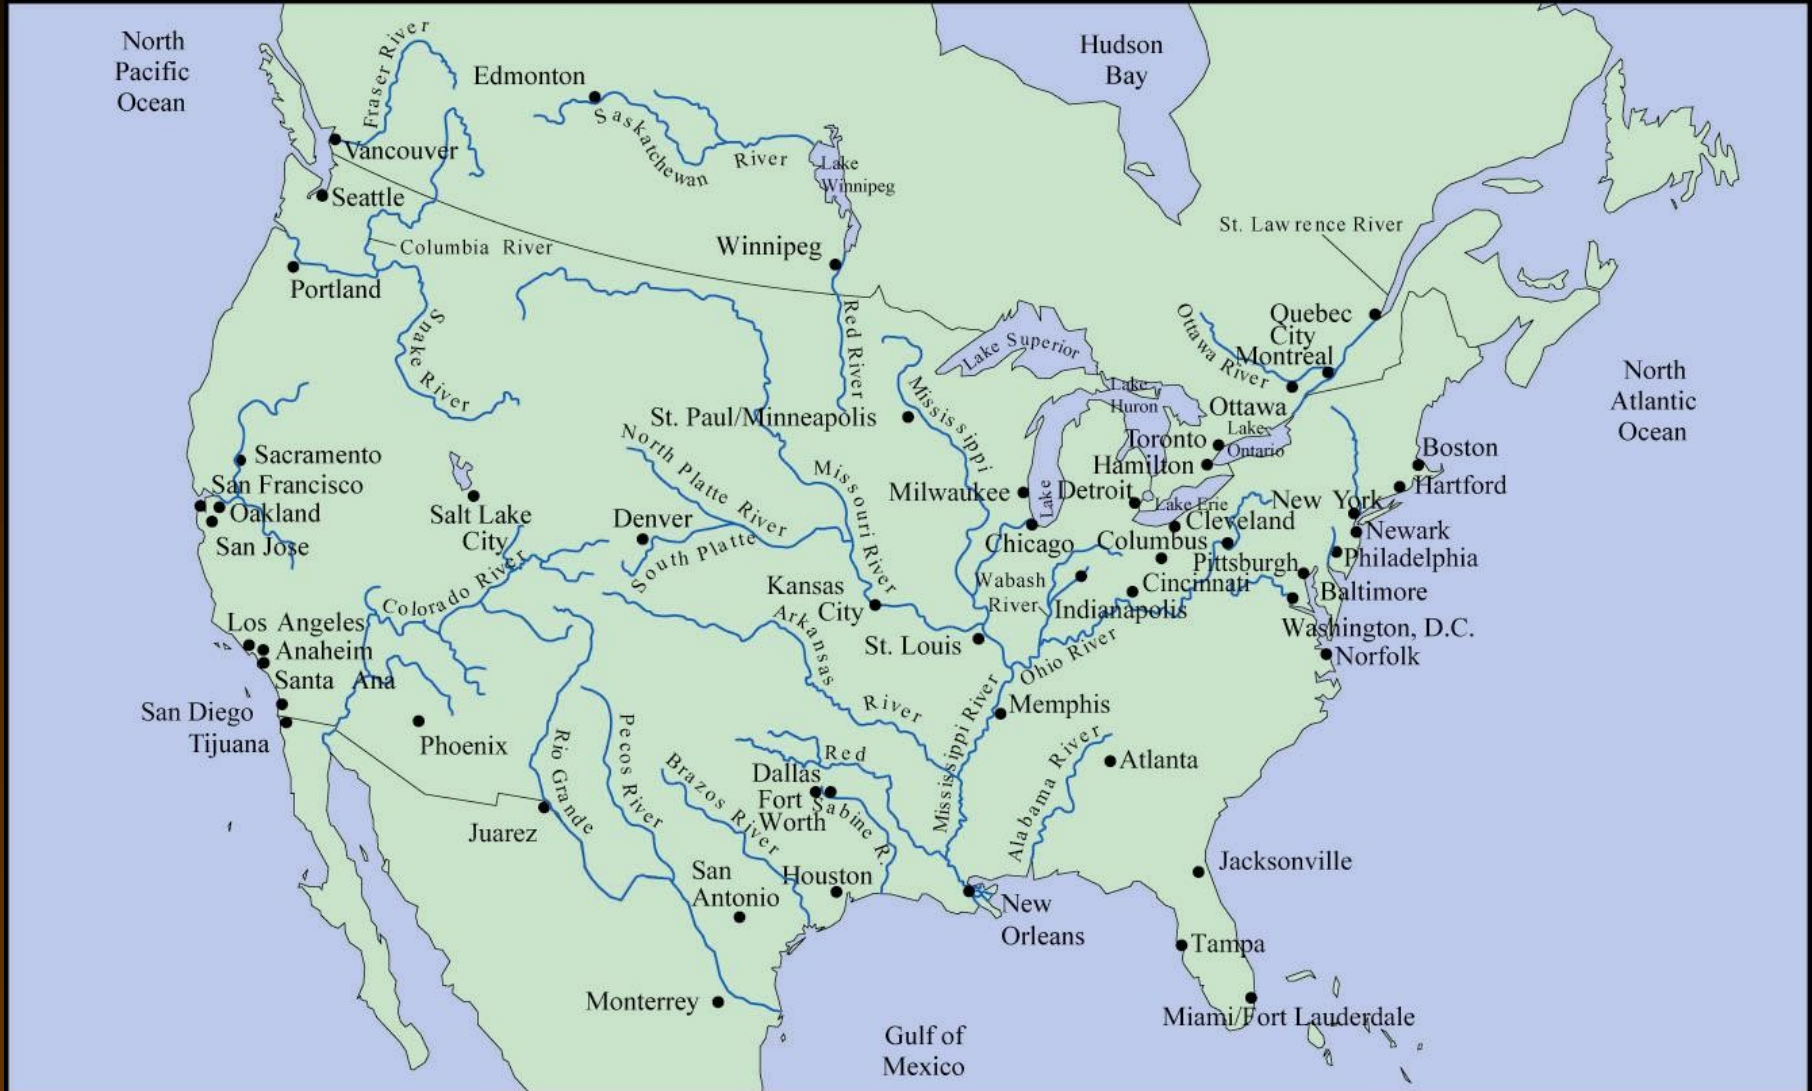 North
Pacific
Ocean
Hudson
Bay
Fraser River
Edmonton
Saskatchewan
River
Lake
Winnipeg
Vancouver
Seattle
Winnipeg
Columbia River
Portland
Snake River
Red River
St. Lawrence River
Quebec
City
Montreal
Ottawa River
Ottawa
Lake Superior
Lake
Huron
North
Atlantic
Ocean
St. Paul/Minneapolis
Mississippi
Toronto
Lake
Ontario
Hamilton
Boston
Hartford
Sacramento
San Francisco
Oakland
San Jose
Salt Lake
City
North Platte River
Missouri River
Milwaukee
Lake
Detroit
Lake Erie
New York
Newark
Denver
South Platte
Chicago
Cleveland
Columbus
Pittsburgh
Philadelphia
Colorado River
Kansas
City
Wabash
River
Cincinnati
Indianapolis
Baltimore
Washington, D.C.
Norfolk
Los Angeles
Anaheim
Santa Ana
Arkansas
River
St. Louis
Ohio River
San Diego
Tijuana
Phoenix
Memphis
Mississippi River
Rio Grande
Pecos River
Brazos River
Red
Dallas
Fort
Worth
Sabine R.
Alabama River
Atlanta
Juarez
San
Antonio
Houston
Jacksonville
New
Orleans
Tampa
Monterrey
Miami/Fort Lauderdale
Gulf of
Mexico